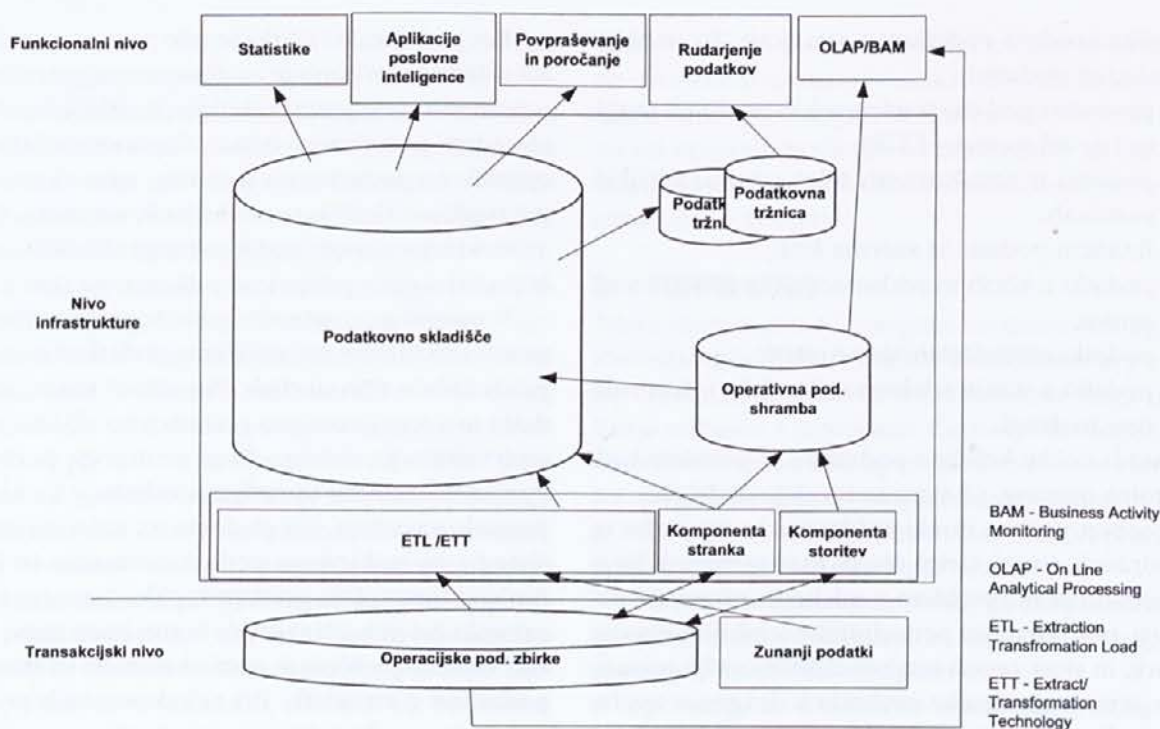 Funkcionalni nivo
Statistike
Aplikacije
poslovne
inteligence
Povpraševanje
in poročanje
Rudarjenje
podatkov
OLAP/BAM
Podatk
tržni
Podatkovna
tržnica
Nivo
infrastrukture
Podatkovno skladišče
Operativna pod.
shramba
ETL /ETT
Komponenta
stranka
Komponenta
storitev
Transakcijski nivo
Operacijske pod. zbirke
Zunanji podatki
BAM - Business Activity
Monitoring
OLAP - On Line
Analytical Processing
ETL - Extraction
Transfromation Load
ETT - Extract/
Transformation
Technology